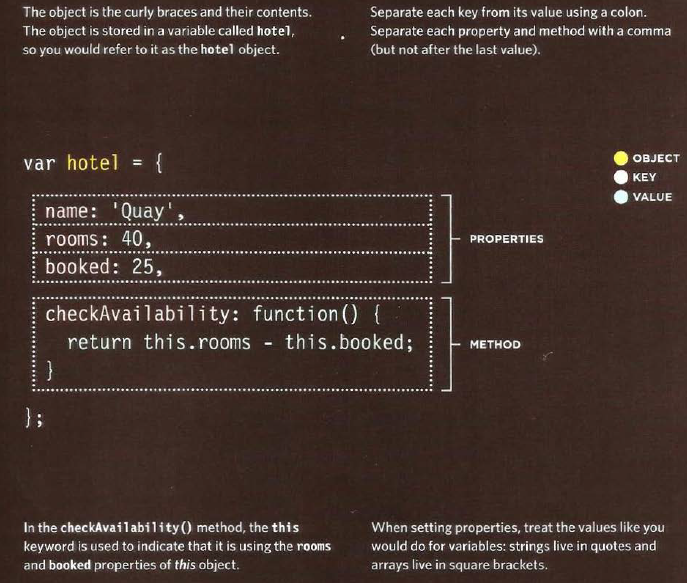 The object is the curly braces and their contents.
The object is stored in a variable called hotel,
so you would refer to it as the hotel object.
Separate each key from its value using a colon.
Separate each property and method with a comma
(but not after the last value).
var hotel = {
OBJECT
KEY
VALUE
name: 'Quay',
rooms: 40,
booked: 25,
PROPERTIES
checkAvailability: function() {
return this.rooms - this.booked;
}
METHOD
};
In the checkAvailability() method, the this
keyword is used to indicate that it is using the rooms
and booked properties of this object.
When setting properties, treat the values like you
would do for variables: strings live in quotes and
arrays live in square brackets.